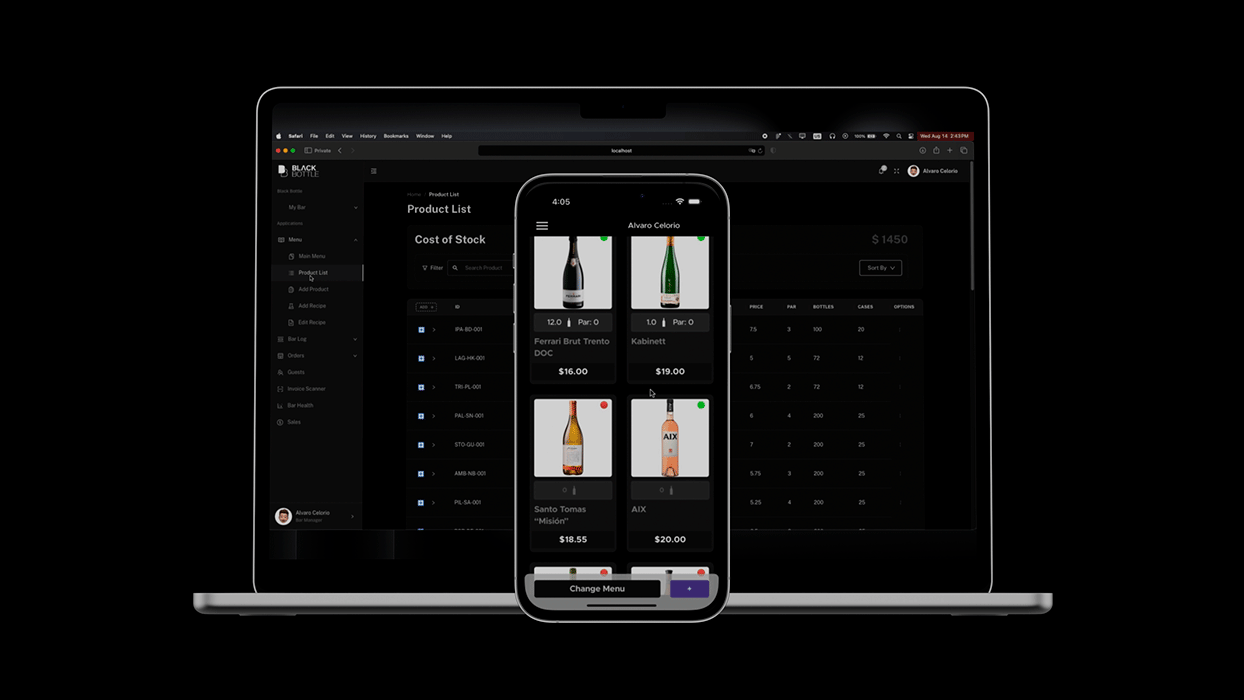 Safari File Edit View History Bookmarks Window Help
100% Wed Aug 14 2:43PM
Private
localhost
BLACK
BOTTLE
Alvaro Celorio
Black Bottle
My Bar
Applications
Menu
Main Menu
Product List
Add Product
Add Recipe
Edit Recipe
Bar Log
Orders
Guests
Invoice Scanner
Bar Health
Sales
Alvaro Celorio
Bar Manager
Home / Product List
Product List
Cost of Stock
$ 1450
Filter
Search Product
Sort By
ID PRICE PAR BOTTLES CASES OPTIONS
IPA-BD-001 7.5 3 100 20
LAG-HK-001 5 5 72 12
TRI-PL-001 6.75 2 72 12
PAL-SN-001 6 4 200 25
STO-GU-001 7 2 200 25
AMB-NB-001 5.75 3 200 25
PIL-SA-001 5.25 4 200 25
4:05
Alvaro Celorio
12.0 Par: 0
Ferrari Brut Trento
DOC
$16.00
1.0 Par: 0
Kabinett
$19.00
0
Santo Tomas
“Misión”
$18.55
AIX
0
AIX
$20.00
Change Menu
+